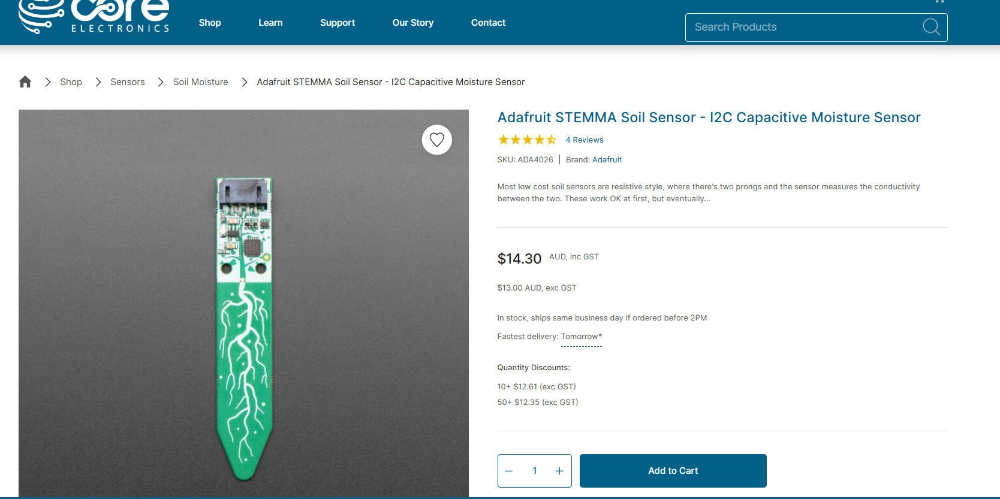 core
ELECTRONICS
Shop
Learn
Support
Our Story
Contact
Search Products
Shop
Sensors
Soil Moisture
Adafruit STEMMA Soil Sensor - I2C Capacitive Moisture Sensor
Adafruit STEMMA Soil Sensor - I2C Capacitive Moisture Sensor
4 Reviews
SKU: ADA4026 | Brand: Adafruit
Most low cost soil sensors are resistive style, where there's two prongs and the sensor measures the conductivity
between the two. These work OK at first, but eventually...
$14.30 AUD, inc GST
$13.00 AUD, exc GST
In stock, ships same business day if ordered before 2PM
Fastest delivery: Tomorrow*
Quantity Discounts:
10+ $12.61 (exc GST)
50+ $12.35 (exc GST)
− 1 +
Add to Cart